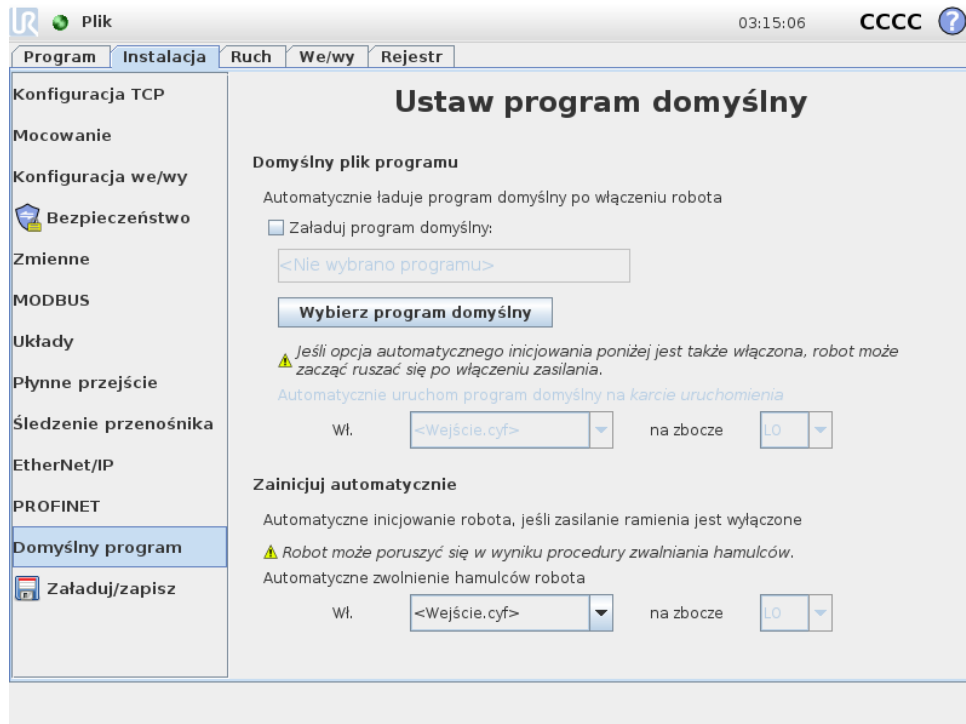 UR Plik 03:15:06 CCCC ?
Program Instalacja Ruch We/wy Rejestr
Konfiguracja TCP
Mocowanie
Konfiguracja we/wy
Bezpieczeństwo
Zmienne
MODBUS
Układy
Płynne przejście
Śledzenie przenośnika
EtherNet/IP
PROFINET
Domyślny program
Załaduj/zapisz
Ustaw program domyślny
Domyślny plik programu
Automatycznie ładuje program domyślny po włączeniu robota
Załaduj program domyślny:
<Nie wybrano programu>
Wybierz program domyślny
Jeśli opcja automatycznego inicjowania poniżej jest także włączona, robot może
zacząć ruszać się po włączeniu zasilania.
Automatycznie uruchom program domyślny na karcie uruchomienia
Wł. <Wejście.cyf> na zbocze LO
Zainicjuj automatycznie
Automatyczne inicjowanie robota, jeśli zasilanie ramienia jest wyłączone
Robot może poruszyć się w wyniku procedury zwalniania hamulców.
Automatyczne zwolnienie hamulców robota
Wł. <Wejście.cyf> na zbocze LO